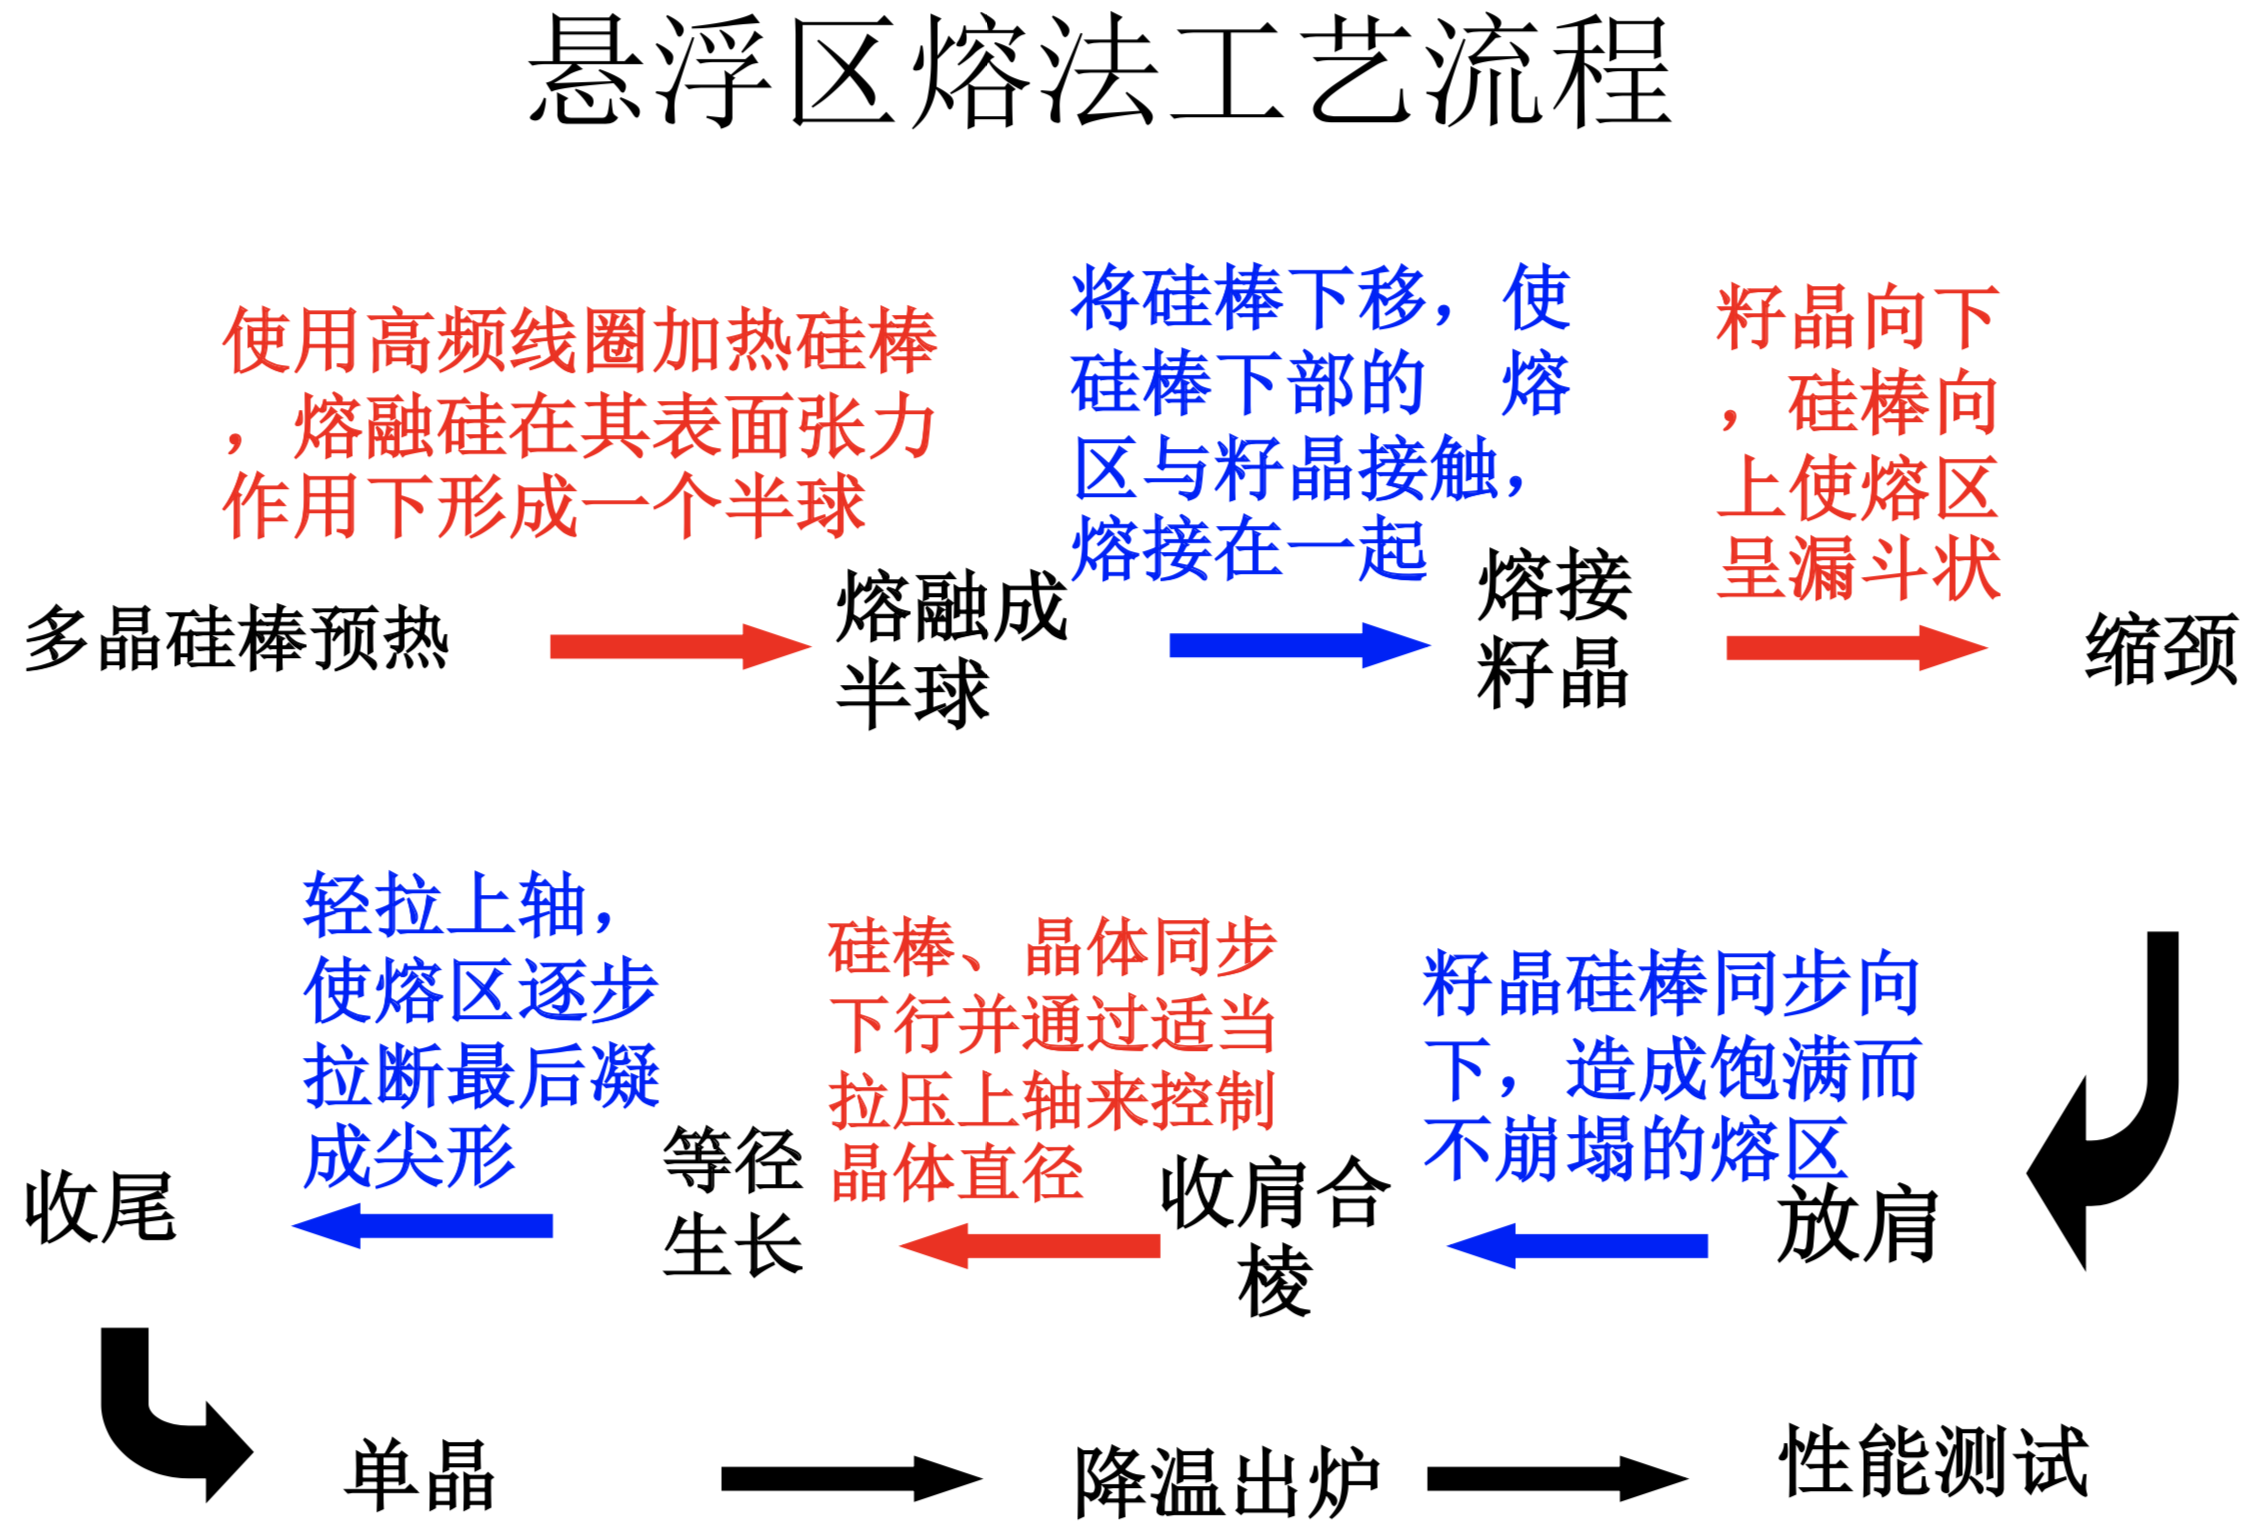 悬浮区熔法工艺流程
使用高频线圈加热硅棒
，熔融硅在其表面张力
作用下形成一个半球
将硅棒下移，使
硅棒下部的 熔
区与籽晶接触，
熔接在一起
籽晶向下
，硅棒向
上使熔区
呈漏斗状
多晶硅棒预热
熔融成
半球
熔接
籽晶
缩颈
籽晶硅棒同步向
下，造成饱满而
不崩塌的熔区
放肩
硅棒、晶体同步
下行并通过适当
拉压上轴来控制
晶体直径
收肩合
棱
轻拉上轴，
使熔区逐步
拉断最后凝
成尖形
等径
生长
收尾
单晶
降温出炉
性能测试